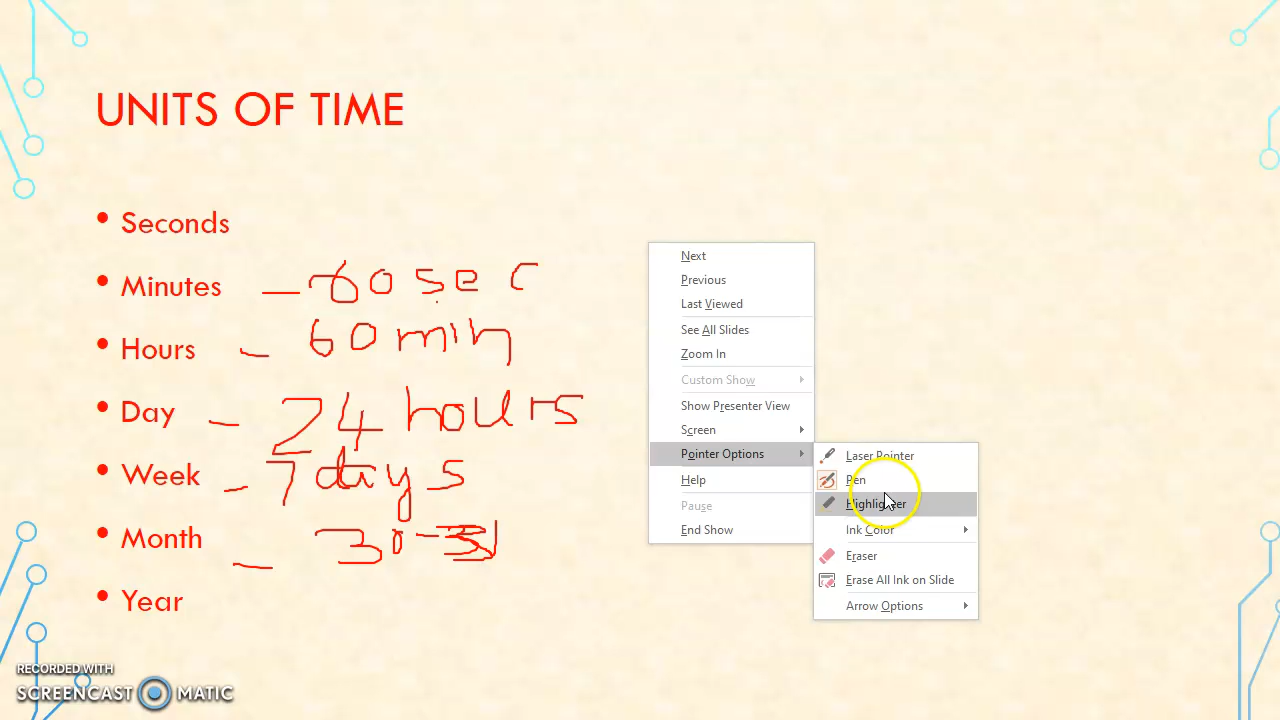 UNITS OF TIME
• Seconds
• Minutes – 60 sec
• Hours – 60 min
• Day – 24 hours
• Week – 7 days
• Month – 30-31
• Year
Next
Previous
Last Viewed
See All Slides
Zoom In
Custom Show
Show Presenter View
Screen
Pointer Options
Help
Pause
End Show
Laser Pointer
Pen
Highlighter
Ink Color
Eraser
Erase All Ink on Slide
Arrow Options
RECORDED WITH
SCREENCAST MATIC